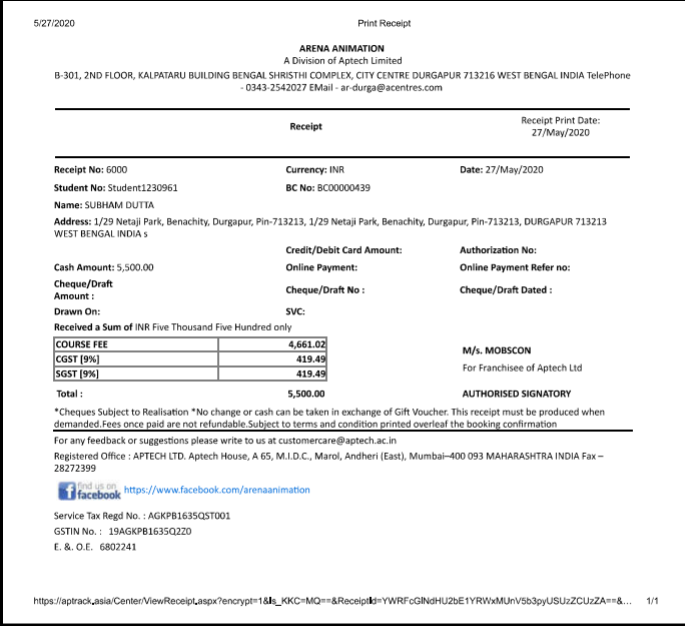 5/27/2020 Print Receipt
ARENA ANIMATION
A Division of Aptech Limited
B-301, 2ND FLOOR, KALPATARU BUILDING BENGAL SHRISTHI COMPLEX, CITY CENTRE DURGAPUR 713216 WEST BENGAL INDIA TelePhone
- 0343-2542027 EMail - ar-durga@acentres.com
Receipt Receipt Print Date:
27/May/2020
Receipt No: 6000 Currency: INR Date: 27/May/2020
Student No: Student1230961 BC No: BC00000439
Name: SUBHAM DUTTA
Address: 1/29 Netaji Park, Benachity, Durgapur, Pin-713213, 1/29 Netaji Park, Benachity, Durgapur, Pin-713213, DURGAPUR 713213
WEST BENGAL INDIA s
Credit/Debit Card Amount: Authorization No:
Cash Amount: 5,500.00 Online Payment: Online Payment Refer no:
Cheque/Draft
Amount : Cheque/Draft No : Cheque/Draft Dated :
Drawn On: SVC:
Received a Sum of INR Five Thousand Five Hundred only
COURSE FEE 4,661.02
CGST [9%] 419.49
SGST [9%] 419.49
M/s. MOBSCON
For Franchisee of Aptech Ltd
Total : 5,500.00 AUTHORISED SIGNATORY
*Cheques Subject to Realisation *No change or cash can be taken in exchange of Gift Voucher. This receipt must be produced when
demanded.Fees once paid are not refundable.Subject to terms and condition printed overleaf the booking confirmation
For any feedback or suggestions please write to us at customercare@aptech.ac.in
Registered Office : APTECH LTD. Aptech House, A 65, M.I.D.C., Marol, Andheri (East), Mumbai–400 093 MAHARASHTRA INDIA Fax –
28272399
find us on
facebook https://www.facebook.com/arenaanimation
Service Tax Regd No. : AGKPB1635QST001
GSTIN No. : 19AGKPB1635Q2Z0
E. & O.E. 6802241
https://aptrack.asia/Center/ViewReceipt.aspx?encrypt=1&Is_KKC=MQ==&ReceiptId=YWRFcGlNdHU2bE1YRWxMUnV5b3pyUSUzZCUzZA==&... 1/1